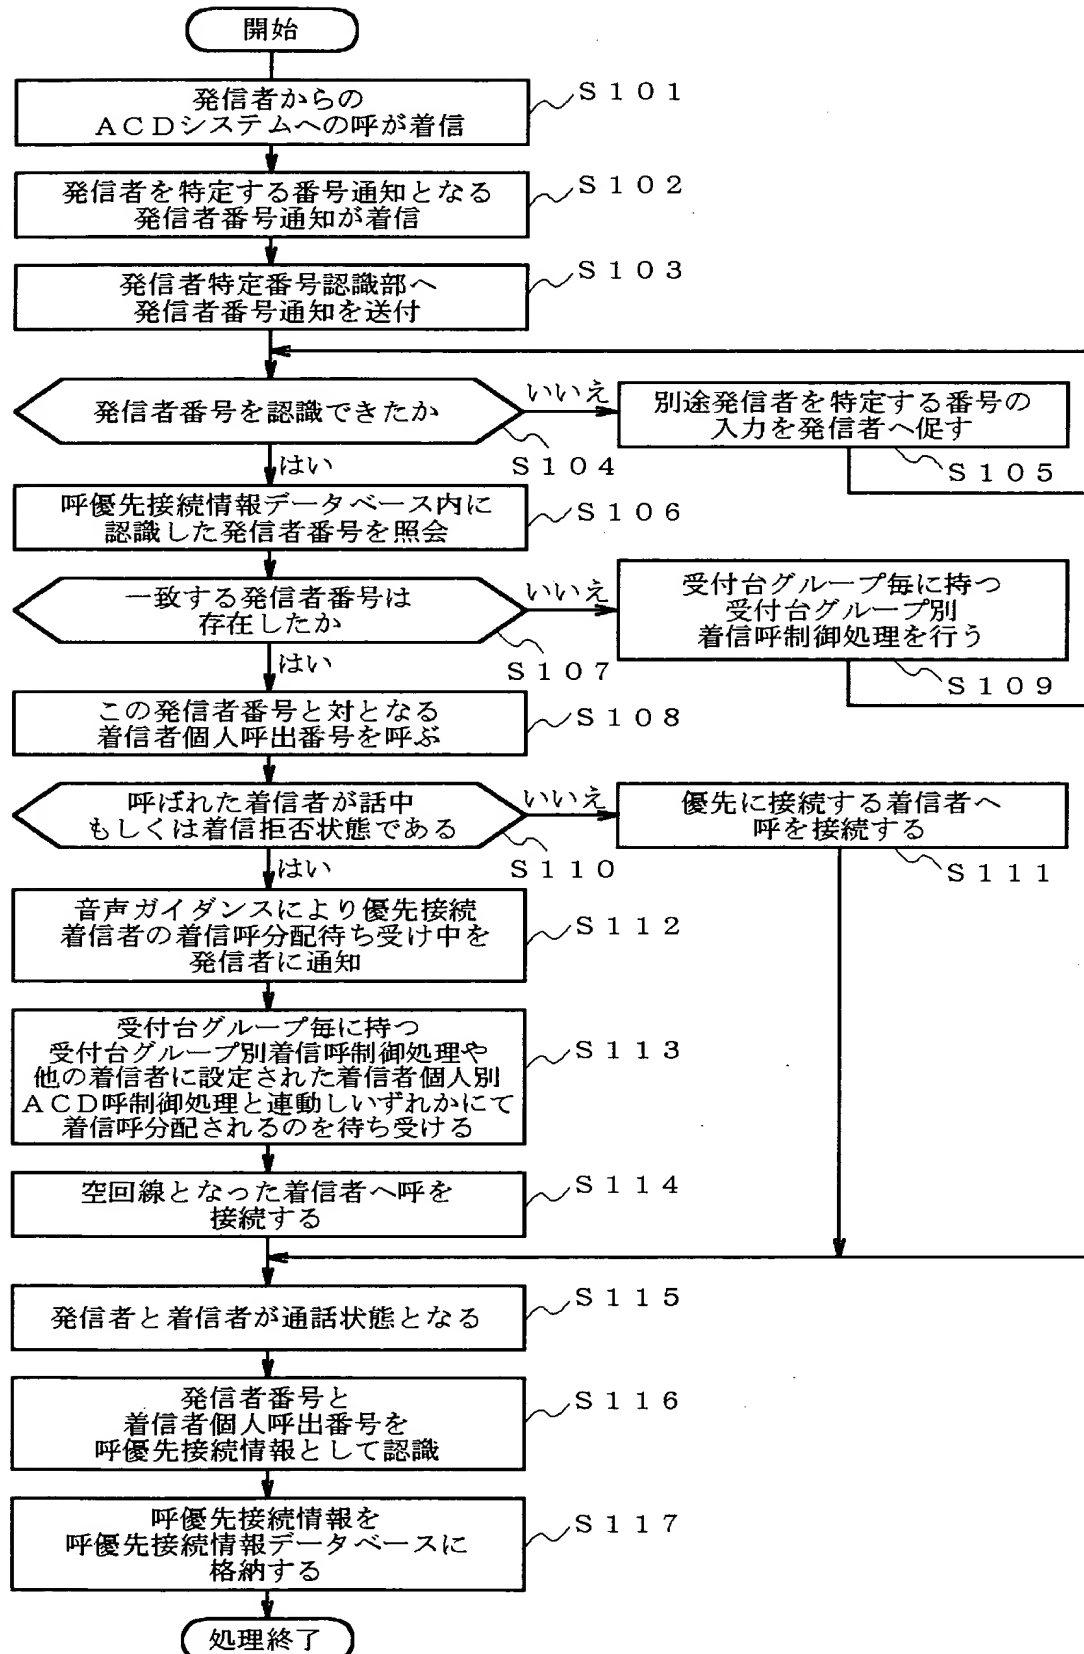 開始
発信者からの
ＡＣＤシステムへの呼が着信
Ｓ１０１
発信者を特定する番号通知となる
発信者番号通知が着信
Ｓ１０２
発信者特定番号認識部へ
発信者番号通知を送付
Ｓ１０３
発信者番号を認識できたか
Ｓ１０４
いいえ
別途発信者を特定する番号の
入力を発信者へ促す
Ｓ１０５
はい
呼優先接続情報データベース内に
認識した発信者番号を照会
Ｓ１０６
一致する発信者番号は
存在したか
Ｓ１０７
いいえ
受付台グループ毎に持つ
受付台グループ別
着信呼制御処理を行う
Ｓ１０９
はい
この発信者番号と対となる
着信者個人呼出番号を呼ぶ
Ｓ１０８
呼ばれた着信者が話中
もしくは着信拒否状態である
Ｓ１１０
いいえ
優先に接続する着信者へ
呼を接続する
Ｓ１１１
はい
音声ガイダンスにより優先接続
着信者の着信呼分配待ち受け中を
発信者に通知
Ｓ１１２
受付台グループ毎に持つ
受付台グループ別着信呼制御処理や
他の着信者に設定された着信者個人別
ＡＣＤ呼制御処理と連動しいずれかにて
着信呼分配されるのを待ち受ける
Ｓ１１３
空回線となった着信者へ呼を
接続する
Ｓ１１４
発信者と着信者が通話状態となる
Ｓ１１５
発信者番号と
着信者個人呼出番号を
呼優先接続情報として認識
Ｓ１１６
呼優先接続情報を
呼優先接続情報データベースに
格納する
Ｓ１１７
処理終了